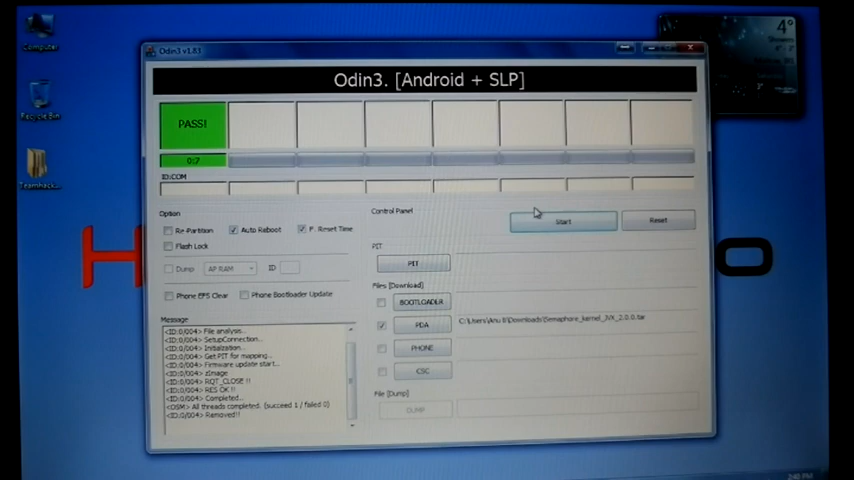 Odin3 v1.83
Odin3. [Android + SLP]
4°
Computer
Recycle Bin
Teamhack...
PASS!
0:7
ID:COM
Option
Re-Partition
Auto Reboot
F. Reset Time
Flash Lock
Dump
AP RAM
ID
Phone EFS Clear
Phone Bootloader Update
Message
<ID:0/004> File analysis..
<ID:0/004> SetupConnection..
<ID:0/004> Initialzation..
<ID:0/004> Get PIT for mapping..
<ID:0/004> Firmware update start..
<ID:0/004> zImage
<ID:0/004> RQT_CLOSE !!
<ID:0/004> RES OK !!
<ID:0/004> Completed..
<OSM> All threads completed. (succeed 1 / failed 0)
<ID:0/004> Removed!!
Control Panel
Start
Reset
PIT
PIT
Files [Download]
BOOTLOADER
PDA
PHONE
CSC
File [Dump]
DUMP
H
O